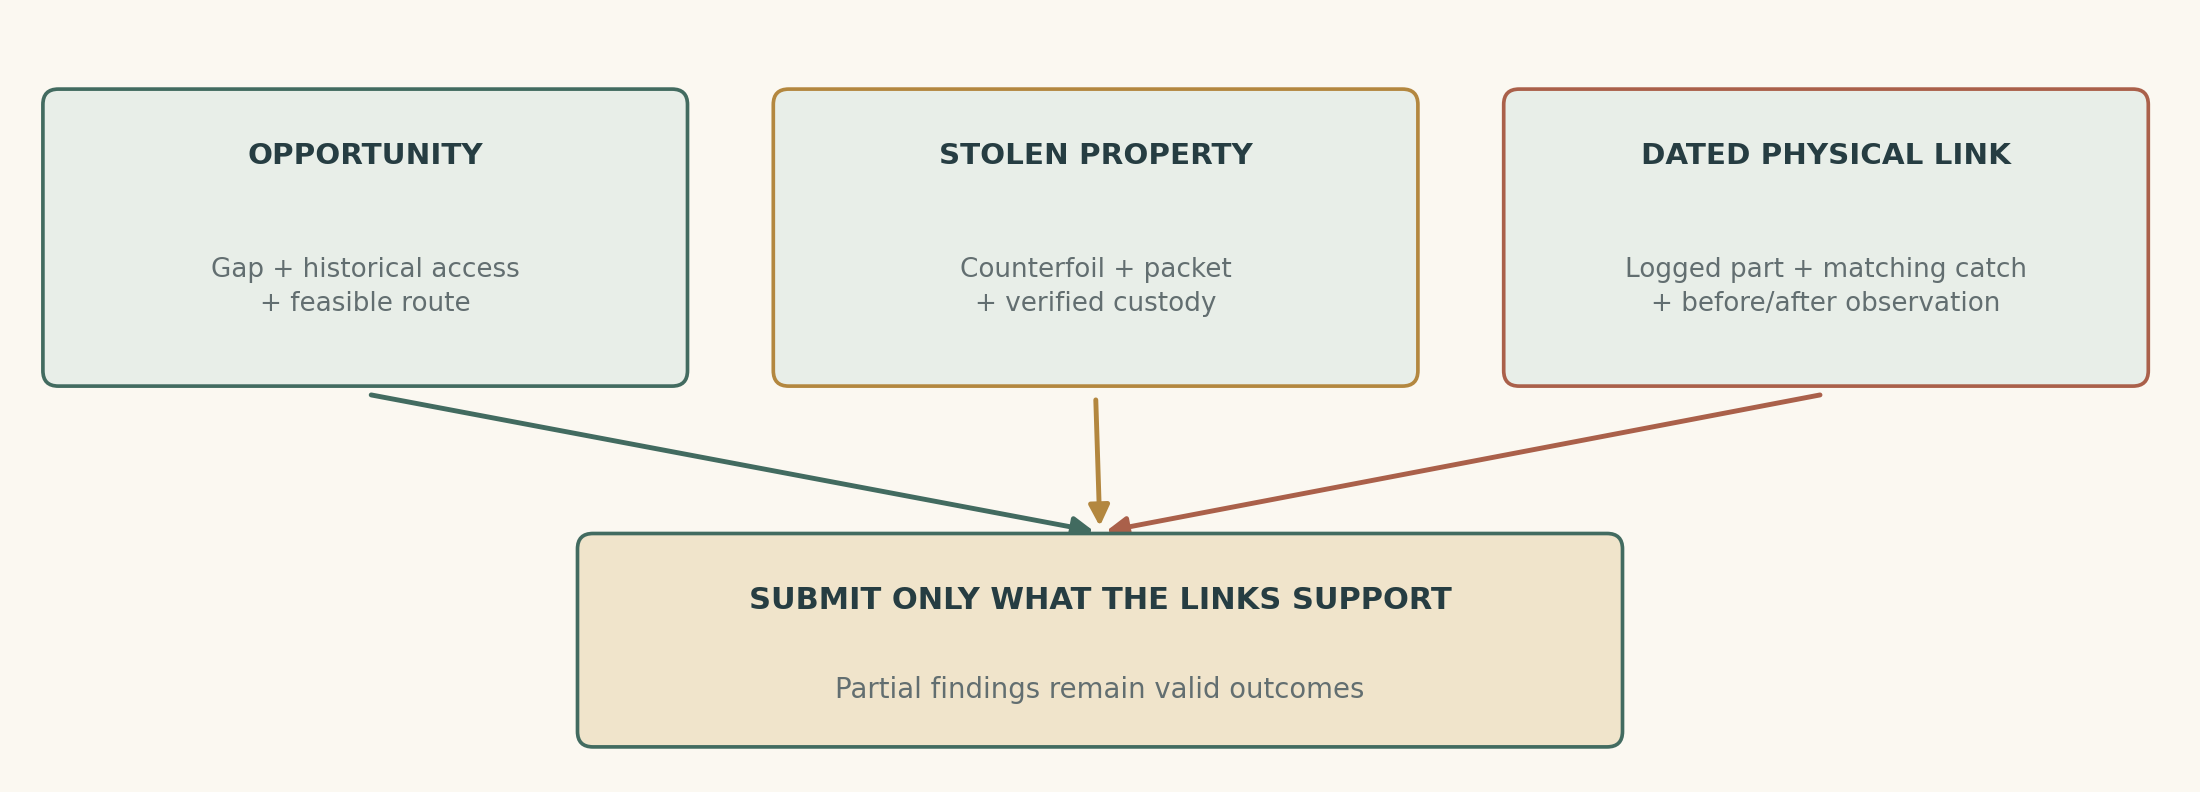 OPPORTUNITY
Gap + historical access
+ feasible route
STOLEN PROPERTY
Counterfoil + packet
+ verified custody
DATED PHYSICAL LINK
Logged part + matching catch
+ before/after observation
SUBMIT ONLY WHAT THE LINKS SUPPORT
Partial findings remain valid outcomes